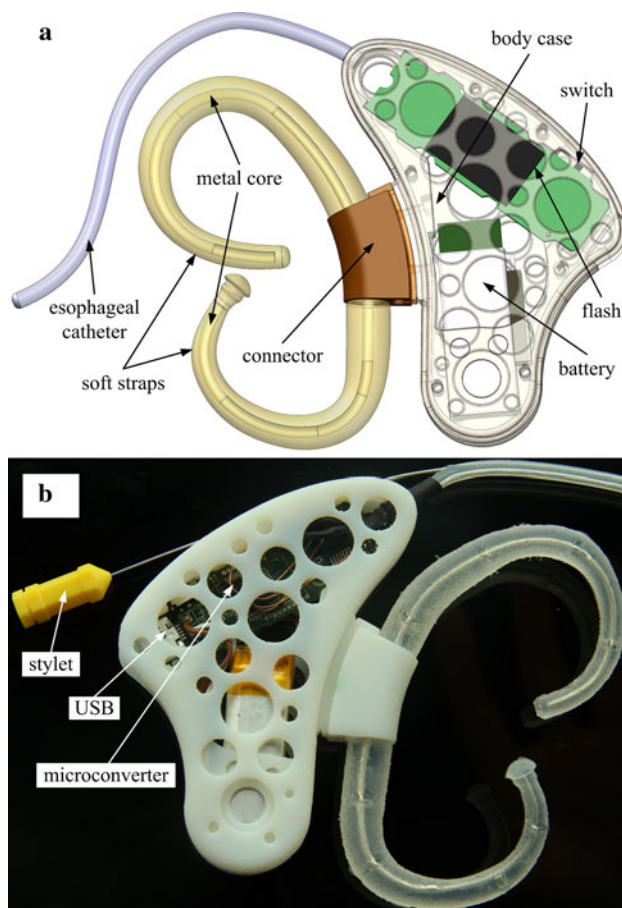 a
body case
switch
metal core
esophageal
catheter
soft straps
connector
flash
battery
b
stylet
USB
microconverter